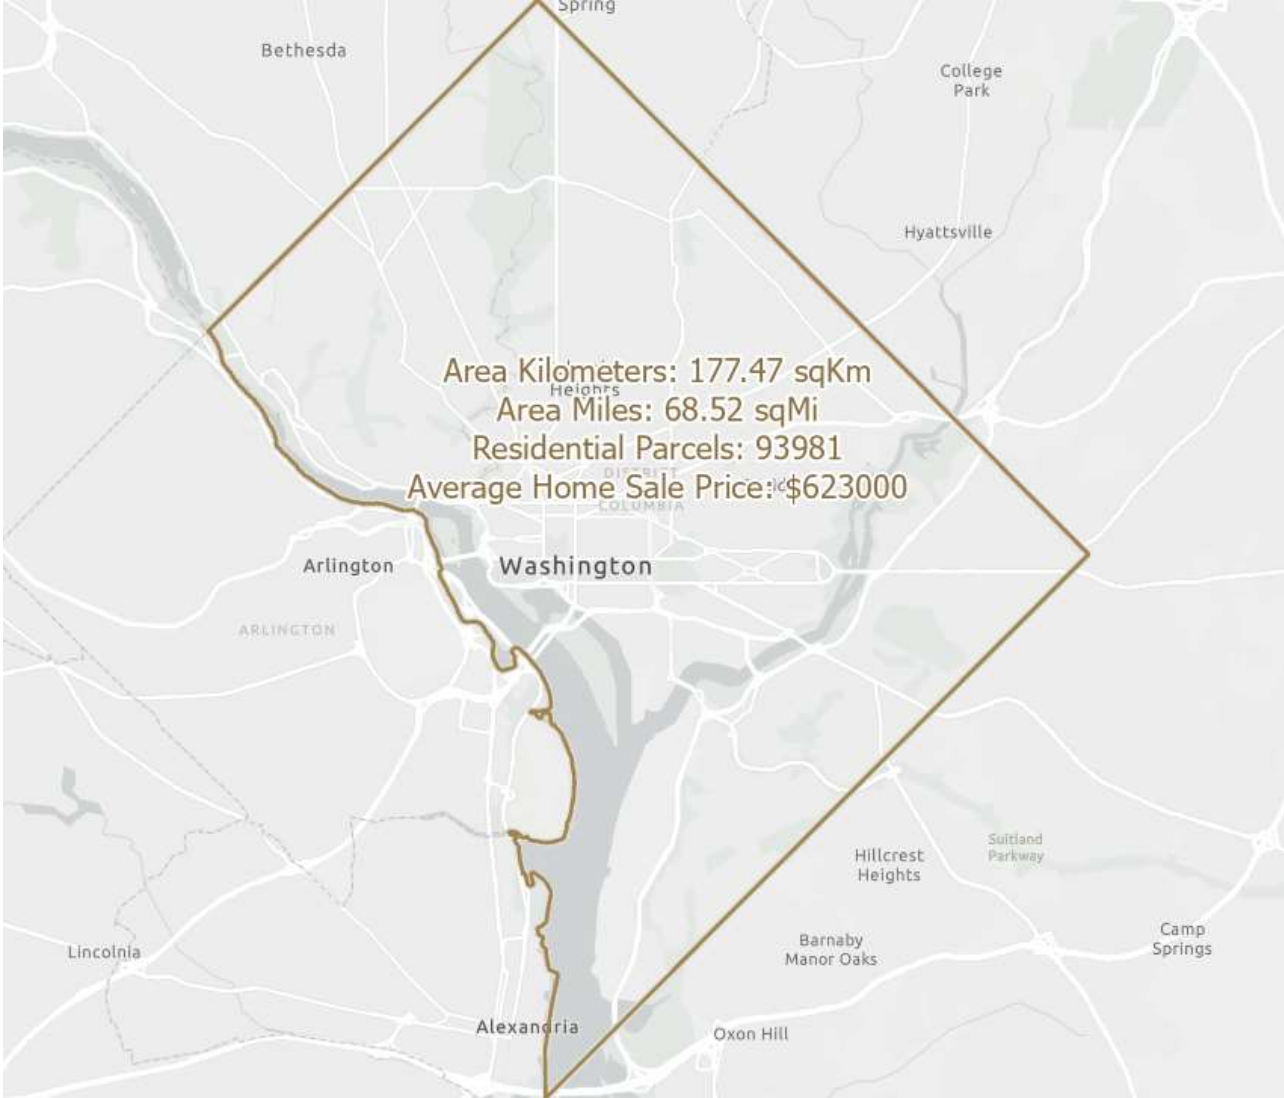 Spring
Bethesda
College
Park
Hyattsville
Area Kilometers: 177.47 sqKm
Heights
Area Miles: 68.52 sqMi
Residential Parcels: 93981
DISTRICT
Average Home Sale Price: $623000
COLUMBIA
Arlington
Washington
ARLINGTON
Suitland
Parkway
Hillcrest
Heights
Barnaby
Manor Oaks
Camp
Springs
Lincolnia
Alexandria
Oxon Hill